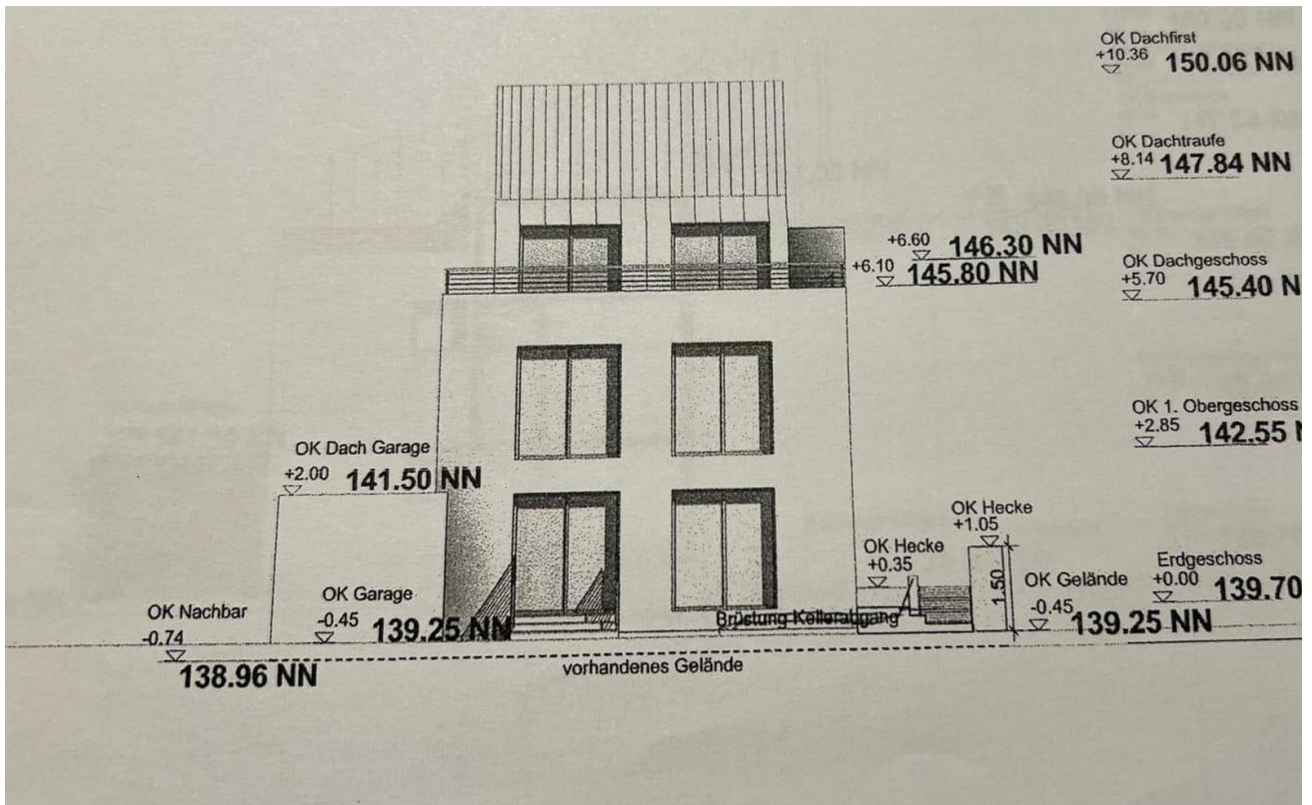 OK Dachfirst
+10.36 150.06 NN
OK Dachtraufe
+8.14 147.84 NN
+6.60 146.30 NN
+6.10 145.80 NN
OK Dachgeschoss
+5.70 145.40 N
OK 1. Obergeschoss
+2.85 142.55
OK Dach Garage
+2.00 141.50 NN
OK Hecke
+1.05
OK Hecke
+0.35
1.50
Erdgeschoss
+0.00 139.70
OK Gelände
-0.45 139.25 NN
OK Garage
-0.45 139.25 NN
Brüstung Kellerabgang
OK Nachbar
-0.74
138.96 NN
vorhandenes Gelände